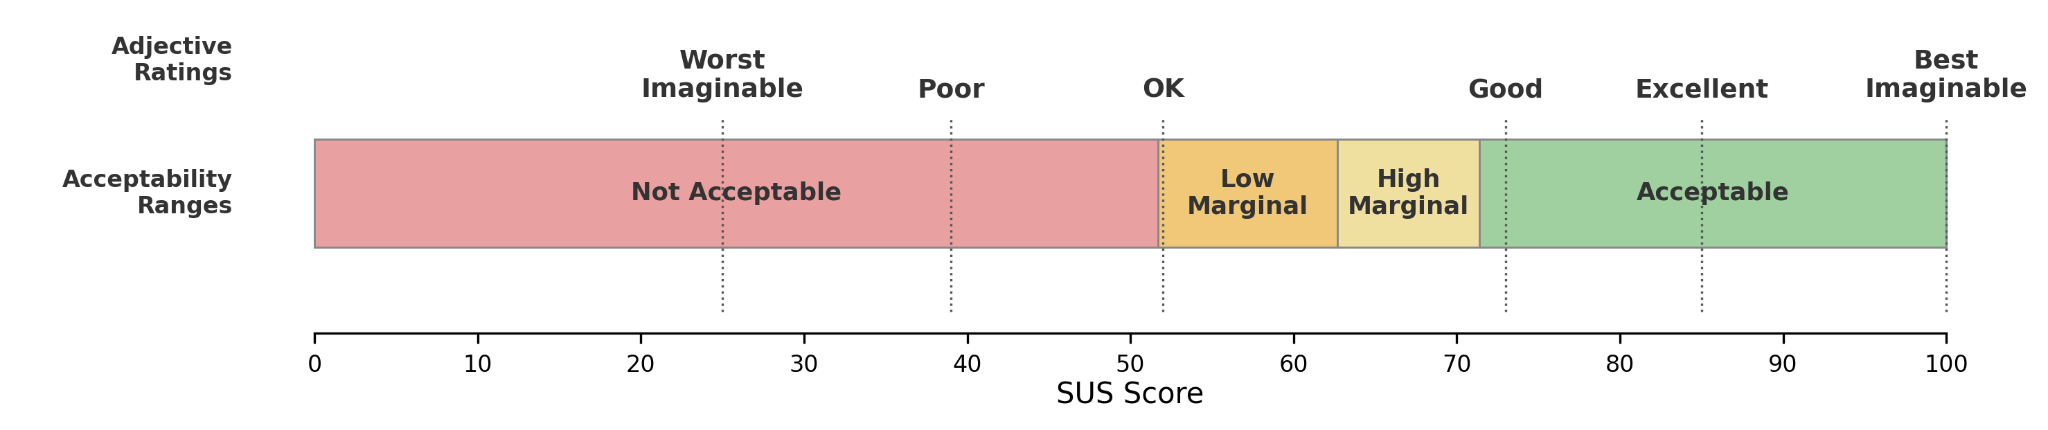 Adjective
Ratings
Worst
Imaginable
Poor
OK
Good
Excellent
Best
Imaginable
Acceptability
Ranges
Not Acceptable
Low
Marginal
High
Marginal
Acceptable
0 10 20 30 40 50 60 70 80 90 100
SUS Score